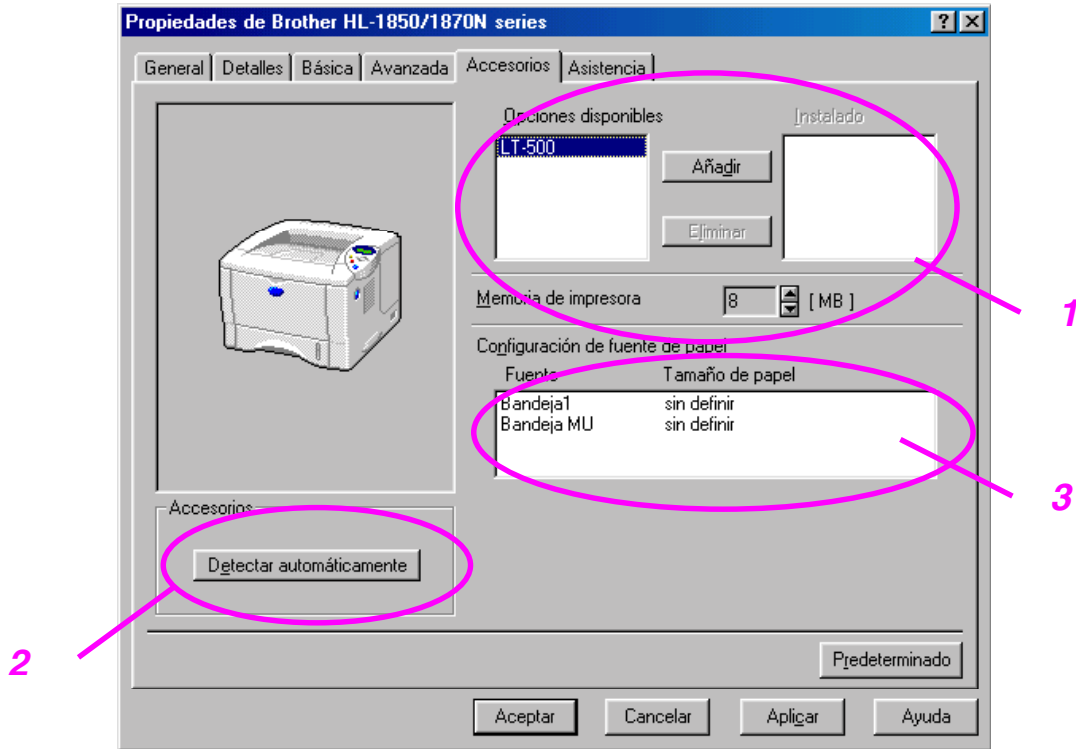 Propiedades de Brother HL-1850/1870N series
General Detalles Básica Avanzada Accesorios Asistencia
Opciones disponibles Instalado
LT-500
Añadir
Eliminar
Memoria de impresora 8 [ MB ]
1
Configuración de fuente de papel
Fuente Tamaño de papel
Bandeja1 sin definir
Bandeja MU sin definir
3
Accesorios
Detectar automáticamente
2
Predeterminado
Aceptar Cancelar Aplicar Ayuda